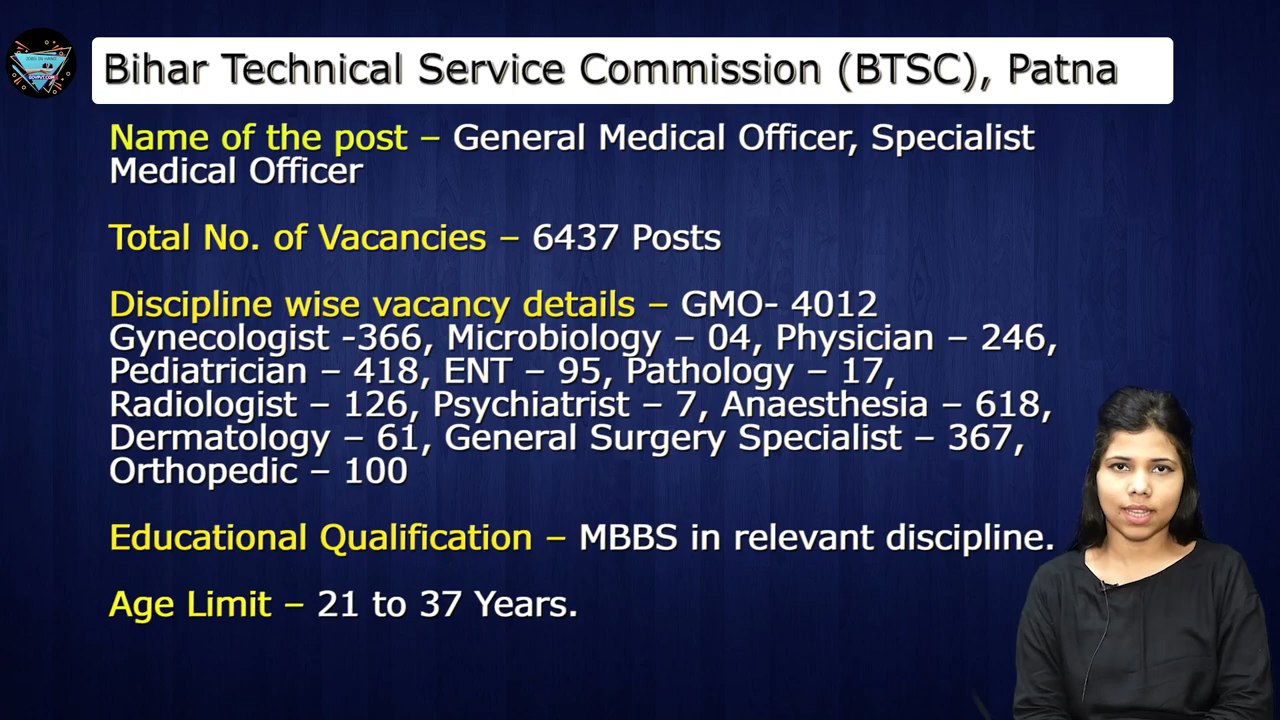 Bihar Technical Service Commission (BTSC), Patna
Name of the post – General Medical Officer, Specialist
Medical Officer
Total No. of Vacancies – 6437 Posts
Discipline wise vacancy details – GMO- 4012
Gynecologist -366, Microbiology – 04, Physician – 246,
Pediatrician – 418, ENT – 95, Pathology – 17,
Radiologist – 126, Psychiatrist – 7, Anaesthesia – 618,
Dermatology – 61, General Surgery Specialist – 367,
Orthopedic – 100
Educational Qualification – MBBS in relevant discipline.
Age Limit – 21 to 37 Years.